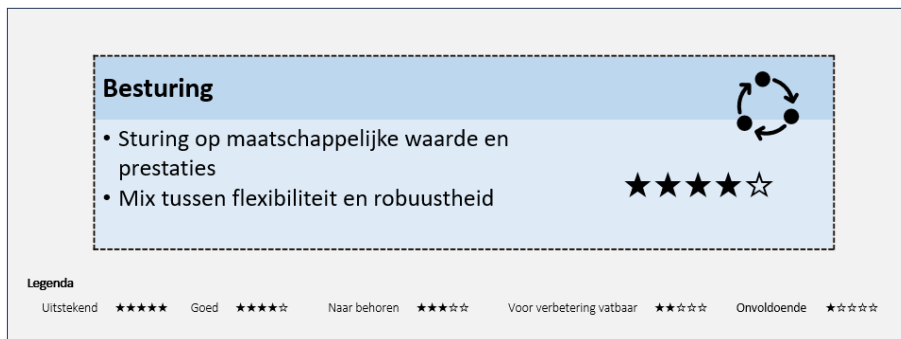 Besturing
• Sturing op maatschappelijke waarde en
prestaties
• Mix tussen flexibiliteit en robuustheid
★★★★☆
Legenda
Uitstekend ★★★★★ Goed ★★★★☆ Naar behoren ★★★☆☆ Voor verbetering vatbaar ★★☆☆☆ Onvoldoende ★☆☆☆☆